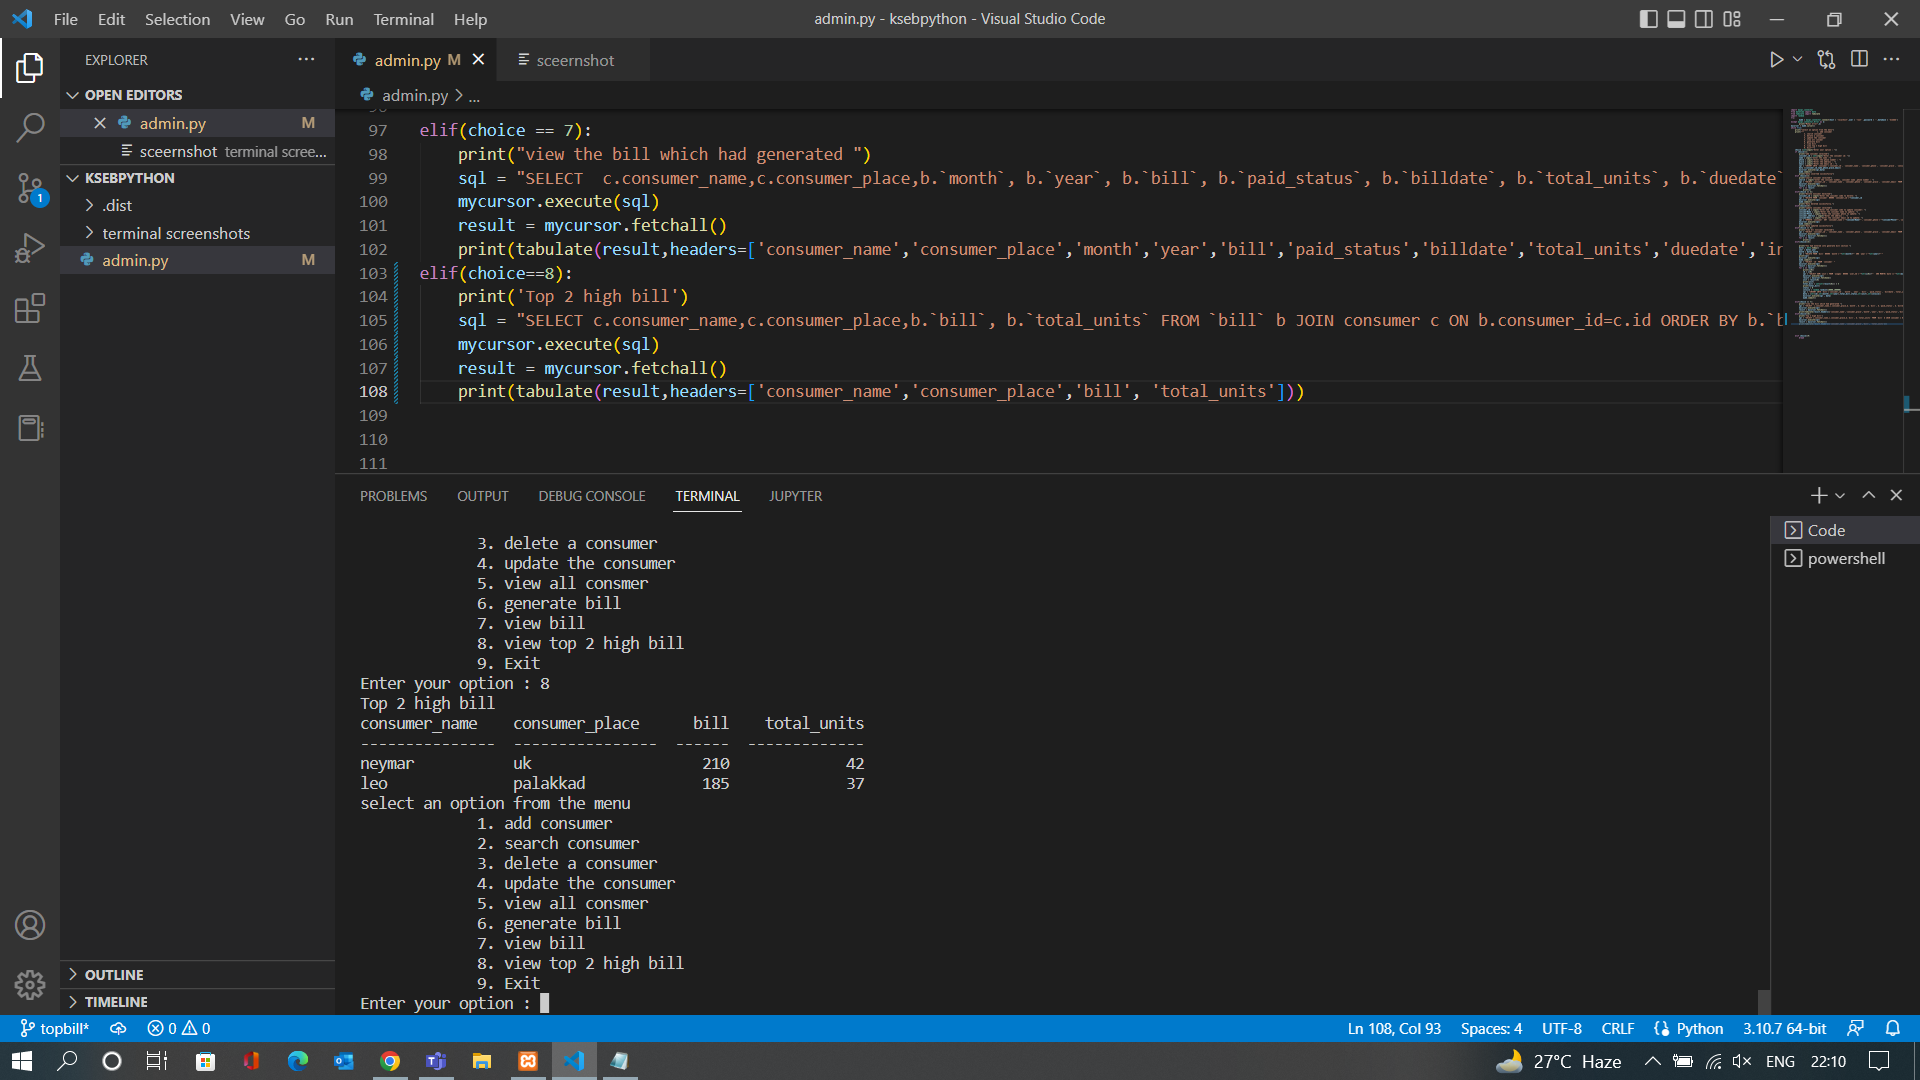 File Edit Selection View Go Run Terminal Help
admin.py - ksebpython - Visual Studio Code
EXPLORER
OPEN EDITORS
admin.py M
sceernshot terminal scree...
KSEBPYTHON
.dist
terminal screenshots
admin.py M
OUTLINE
TIMELINE
1
admin.py M
sceernshot
admin.py > ...
97 elif(choice == 7):
98 print("view the bill which had generated ")
99 sql = "SELECT  c.consumer_name,c.consumer_place,b.`month`, b.`year`, b.`bill`, b.`paid_status`, b.`billdate`, b.`total_units`, b.`duedate`
100 mycursor.execute(sql)
101 result = mycursor.fetchall()
102 print(tabulate(result,headers=['consumer_name','consumer_place','month','year','bill','paid_status','billdate','total_units','duedate','in
103 elif(choice==8):
104 print('Top 2 high bill')
105 sql = "SELECT c.consumer_name,c.consumer_place,b.`bill`, b.`total_units` FROM `bill` b JOIN consumer c ON b.consumer_id=c.id ORDER BY b.`b
106 mycursor.execute(sql)
107 result = mycursor.fetchall()
108 print(tabulate(result,headers=['consumer_name','consumer_place','bill', 'total_units']))
109
110
111
PROBLEMS OUTPUT DEBUG CONSOLE TERMINAL JUPYTER
Code
powershell
3. delete a consumer
4. update the consumer
5. view all consmer
6. generate bill
7. view bill
8. view top 2 high bill
9. Exit
Enter your option : 8
Top 2 high bill
consumer_name consumer_place bill total_units
--------------- ---------------- ------ -------------
neymar uk 210 42
leo palakkad 185 37
select an option from the menu
1. add consumer
2. search consumer
3. delete a consumer
4. update the consumer
5. view all consmer
6. generate bill
7. view bill
8. view top 2 high bill
9. Exit
Enter your option :
topbill* 0 0
Ln 108, Col 93 Spaces: 4 UTF-8 CRLF Python 3.10.7 64-bit
27°C Haze ENG 22:10